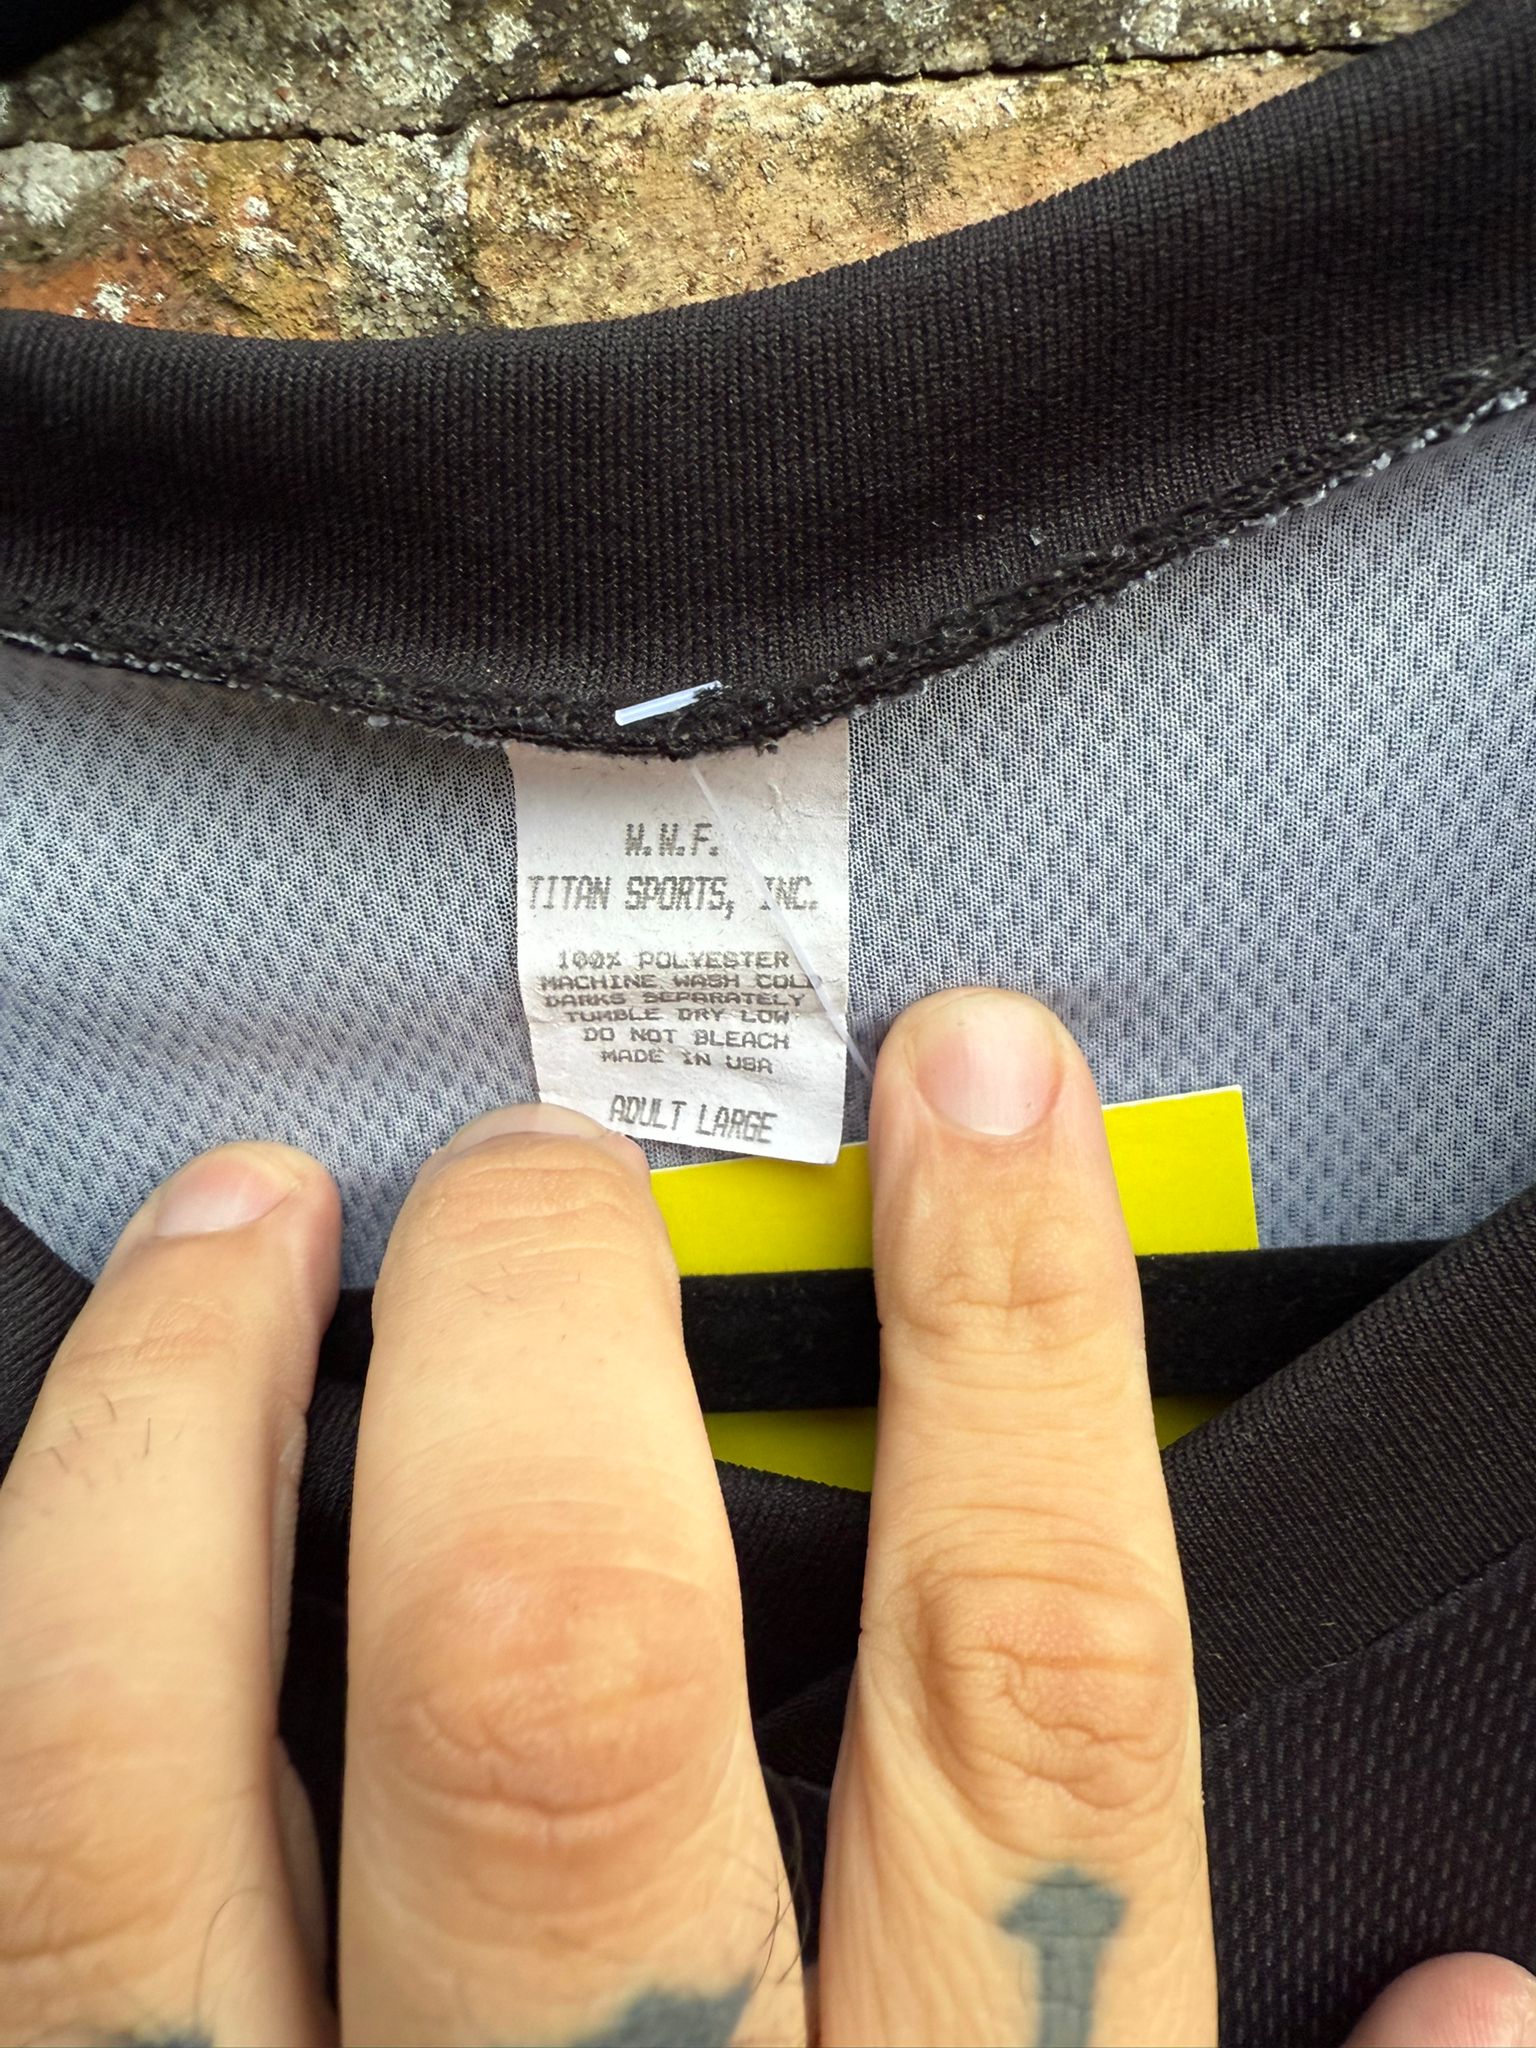 W.W.F.
TITAN SPORTS, INC.
100% POLYESTER
MACHINE WASH COLD
DARKS SEPARATELY
TUMBLE DRY LOW
DO NOT BLEACH
MADE IN USA
ADULT LARGE